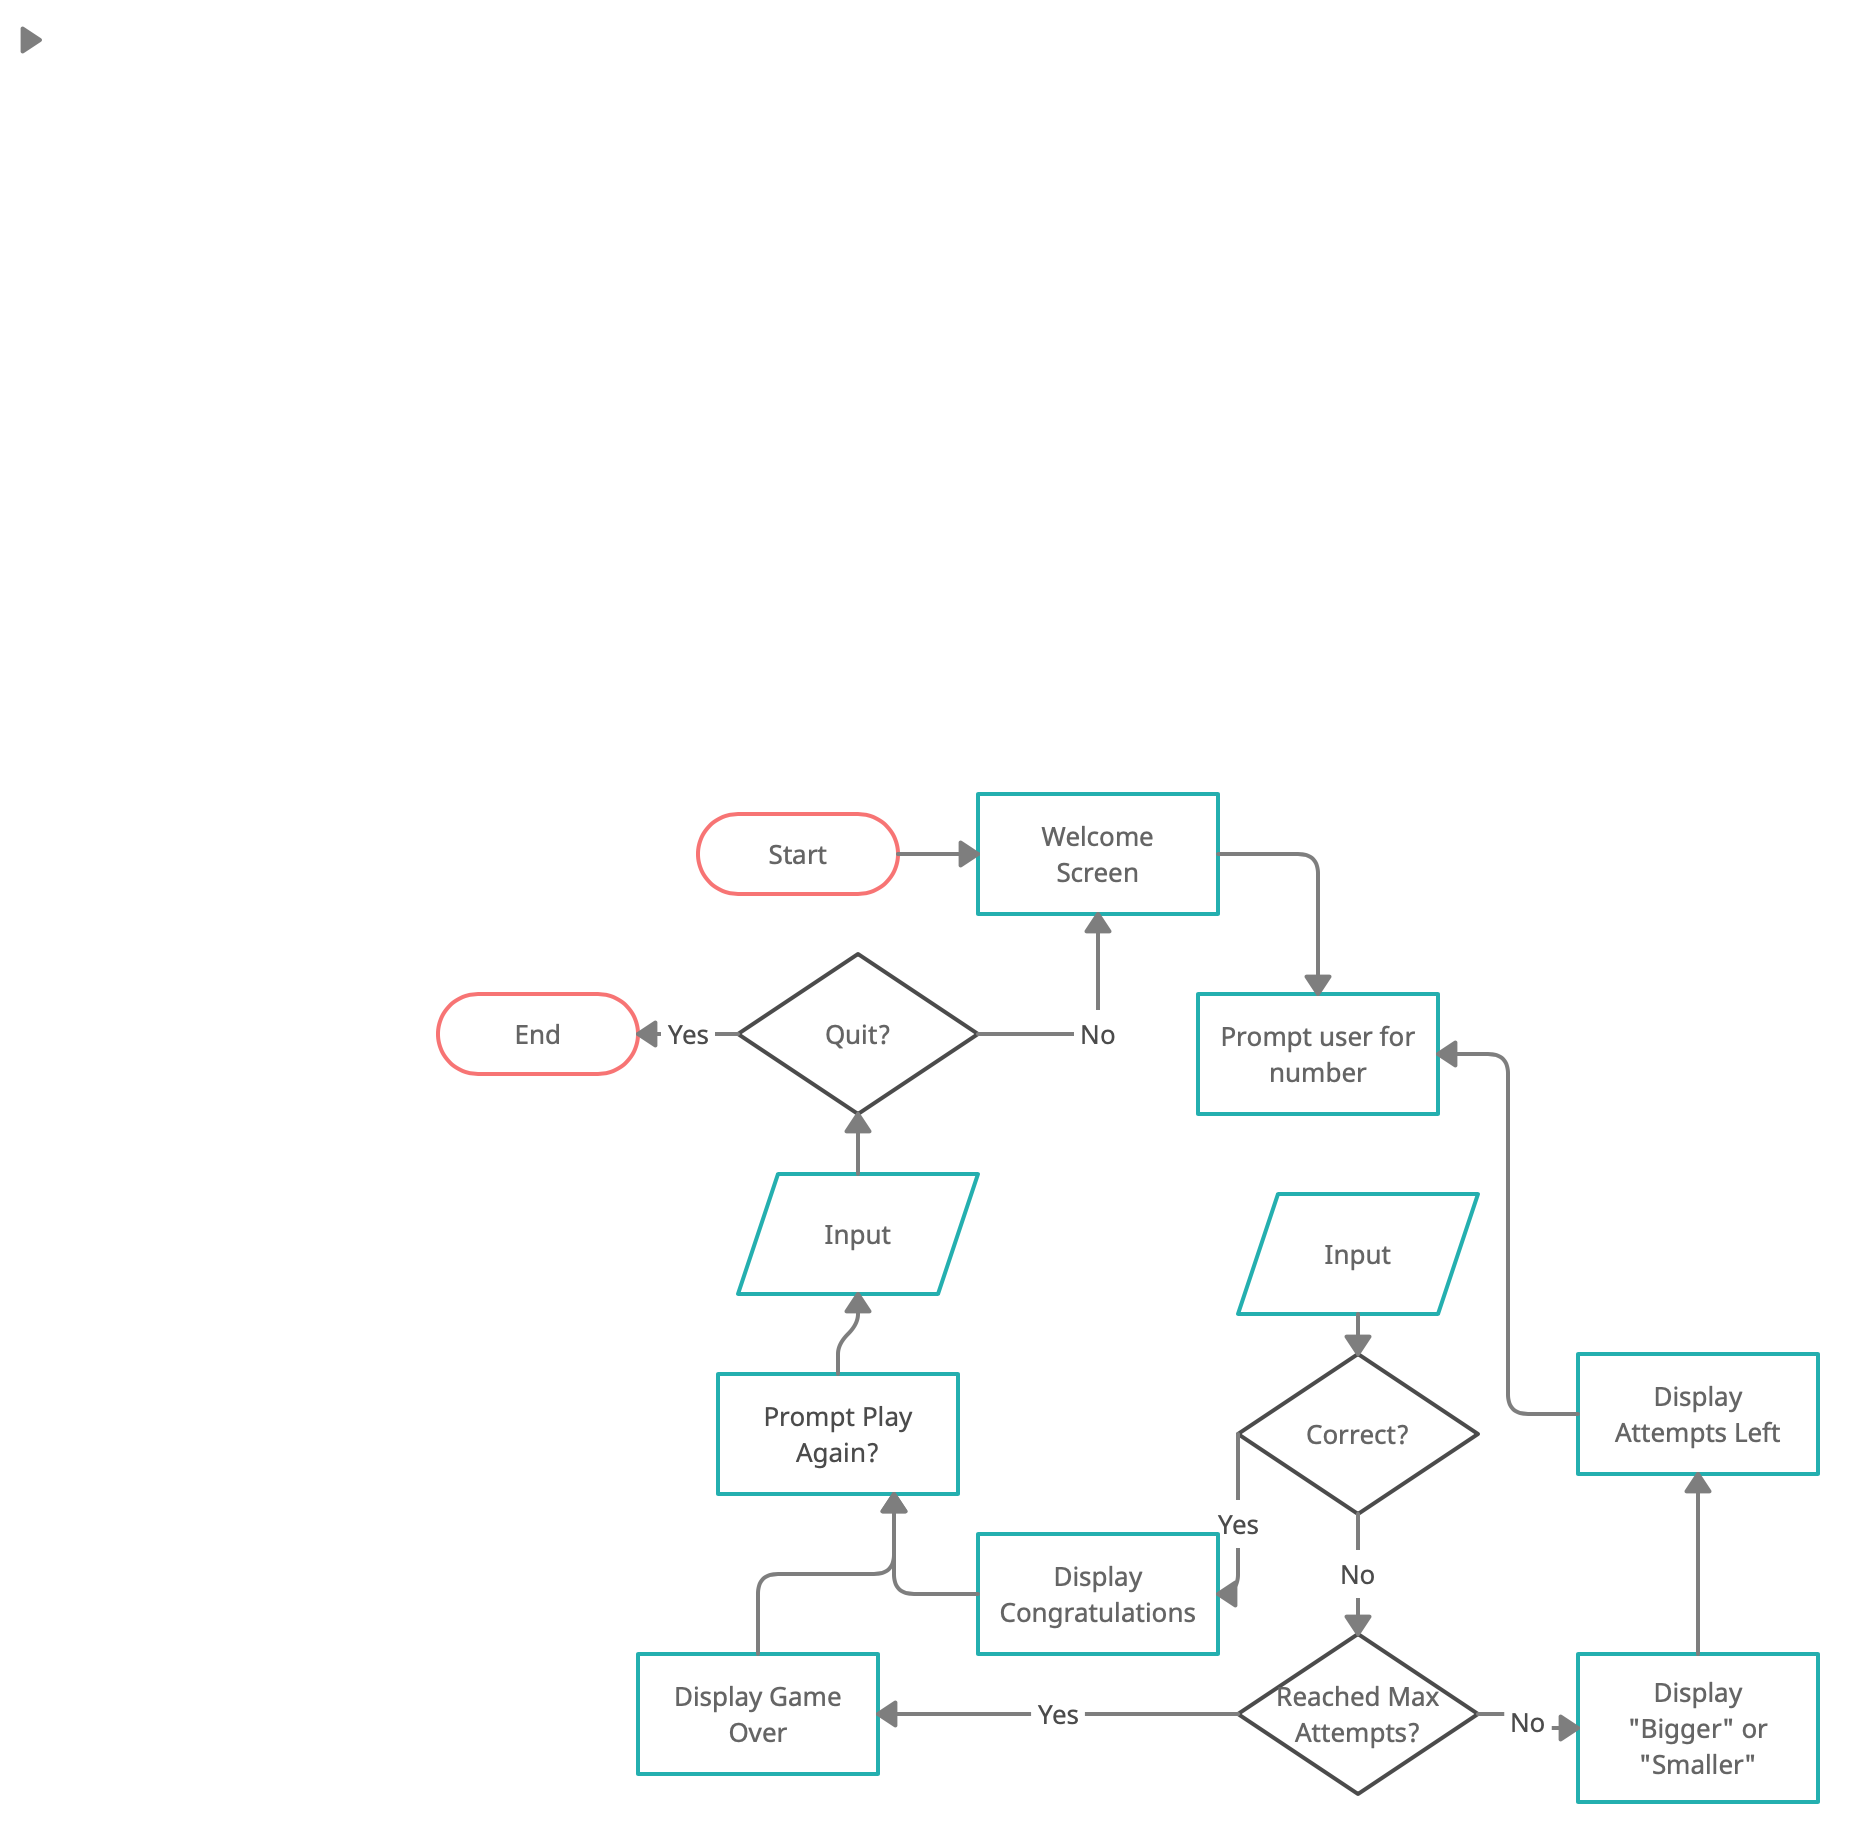 Start
Welcome
Screen
End
Yes
Quit?
No
Prompt user for
number
Input
Input
Prompt Play
Again?
Correct?
Display
Attempts Left
Yes
No
Display
Congratulations
Display Game
Over
Yes
Reached Max
Attempts?
No
Display
"Bigger" or
"Smaller"